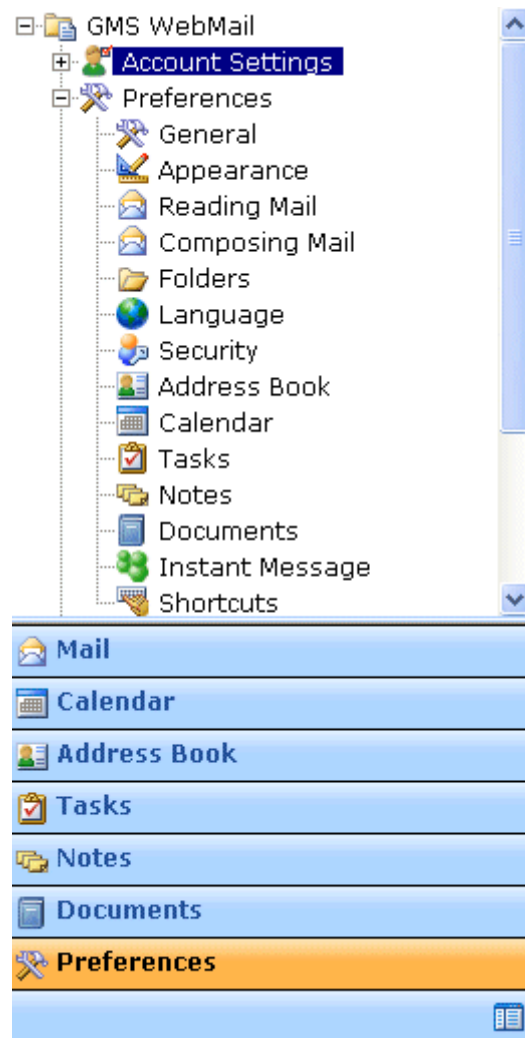 GMS WebMail
Account Settings
Preferences
General
Appearance
Reading Mail
Composing Mail
Folders
Language
Security
Address Book
Calendar
Tasks
Notes
Documents
Instant Message
Shortcuts
Mail
Calendar
Address Book
Tasks
Notes
Documents
Preferences